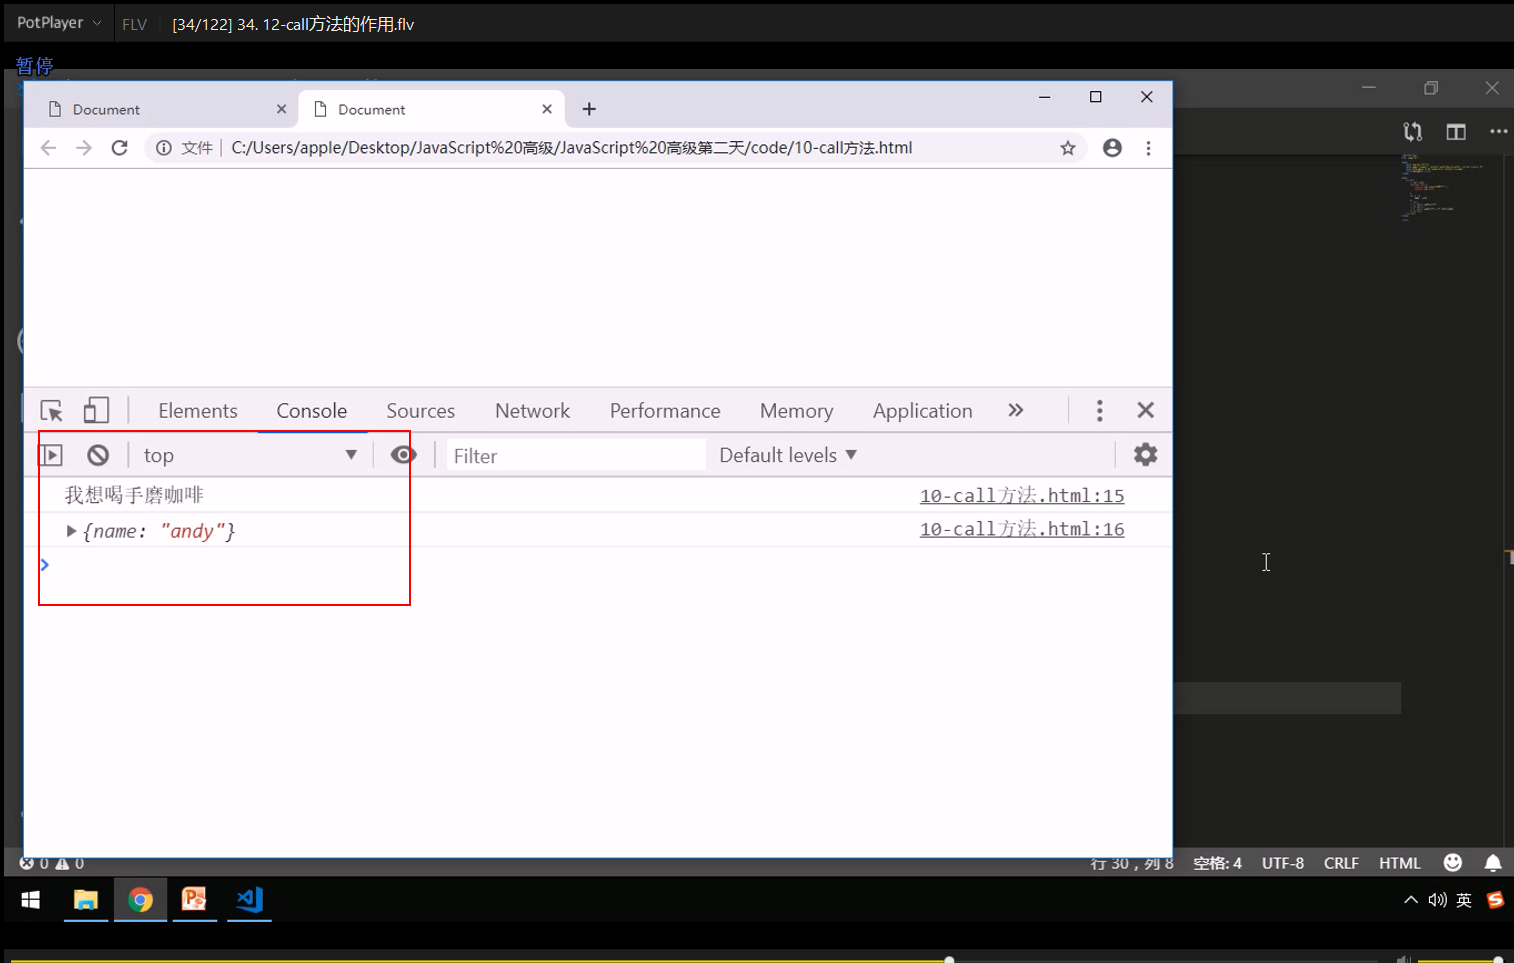 PotPlayer FLV [34/122] 34. 12-call方法的作用.flv
暂停
Document Document
文件 C:/Users/apple/Desktop/JavaScript%20高级/JavaScript%20高级第二天/code/10-call方法.html
Elements Console Sources Network Performance Memory Application
top Filter Default levels
我想喝手磨咖啡 10-call方法.html:15
{name: "andy"} 10-call方法.html:16
0 0 行 30，列 8 空格: 4 UTF-8 CRLF HTML
英